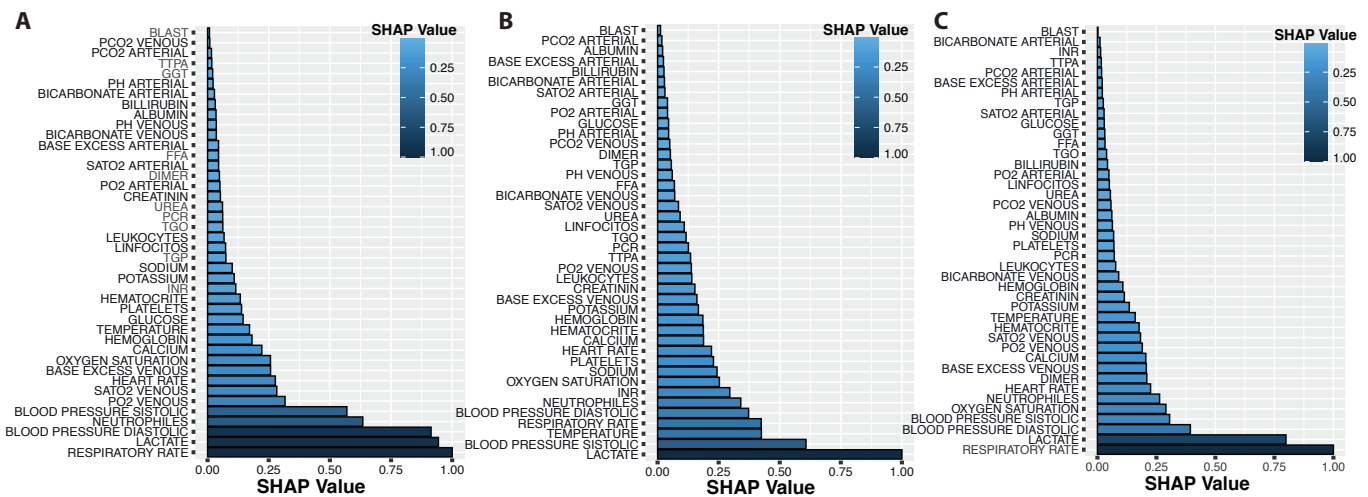 A
BLAST
PCO2 VENOUS
PCO2 ARTERIAL
TTPA
GGT
PH ARTERIAL
BICARBONATE ARTERIAL
BILLIRUBIN
ALBUMIN
PH VENOUS
BICARBONATE VENOUS
BASE EXCESS ARTERIAL
FFA
SATO2 ARTERIAL
DIMER
PO2 ARTERIAL
CREATININ
UREA
PCR
TGO
LEUKOCYTES
LINFOCITOS
TGP
SODIUM
POTASSIUM
INR
HEMATOCRITE
PLATELETS
GLUCOSE
TEMPERATURE
HEMOGLOBIN
CALCIUM
OXYGEN SATURATION
BASE EXCESS VENOUS
HEART RATE
SATO2 VENOUS
PO2 VENOUS
BLOOD PRESSURE SISTOLIC
NEUTROPHILES
BLOOD PRESSURE DIASTOLIC
LACTATE
RESPIRATORY RATE
0.00 0.25 0.50 0.75 1.00
SHAP Value
SHAP Value
0.25
0.50
0.75
1.00
B
BLAST
PCO2 ARTERIAL
ALBUMIN
BASE EXCESS ARTERIAL
BILLIRUBIN
BICARBONATE ARTERIAL
SATO2 ARTERIAL
GGT
PO2 ARTERIAL
GLUCOSE
PH ARTERIAL
PCO2 VENOUS
DIMER
TGP
PH VENOUS
FFA
BICARBONATE VENOUS
SATO2 VENOUS
UREA
LINFOCITOS
TGO
PCR
TTPA
PO2 VENOUS
LEUKOCYTES
CREATININ
BASE EXCESS VENOUS
POTASSIUM
HEMOGLOBIN
HEMATOCRITE
CALCIUM
HEART RATE
PLATELETS
SODIUM
OXYGEN SATURATION
INR
NEUTROPHILES
BLOOD PRESSURE DIASTOLIC
RESPIRATORY RATE
TEMPERATURE
BLOOD PRESSURE SISTOLIC
LACTATE
0.00 0.25 0.50 0.75 1.00
SHAP Value
SHAP Value
0.25
0.50
0.75
1.00
C
BLAST
BICARBONATE ARTERIAL
INR
TTPA
PCO2 ARTERIAL
BASE EXCESS ARTERIAL
PH ARTERIAL
TGP
SATO2 ARTERIAL
GLUCOSE
GGT
FFA
TGO
BILLIRUBIN
PO2 ARTERIAL
LINFOCITOS
UREA
PCO2 VENOUS
ALBUMIN
PH VENOUS
SODIUM
PLATELETS
PCR
LEUKOCYTES
BICARBONATE VENOUS
HEMOGLOBIN
CREATININ
POTASSIUM
TEMPERATURE
HEMATOCRITE
SATO2 VENOUS
PO2 VENOUS
CALCIUM
BASE EXCESS VENOUS
DIMER
HEART RATE
NEUTROPHILES
OXYGEN SATURATION
BLOOD PRESSURE SISTOLIC
BLOOD PRESSURE DIASTOLIC
LACTATE
RESPIRATORY RATE
0.00 0.25 0.50 0.75 1.00
SHAP Value
SHAP Value
0.25
0.50
0.75
1.00